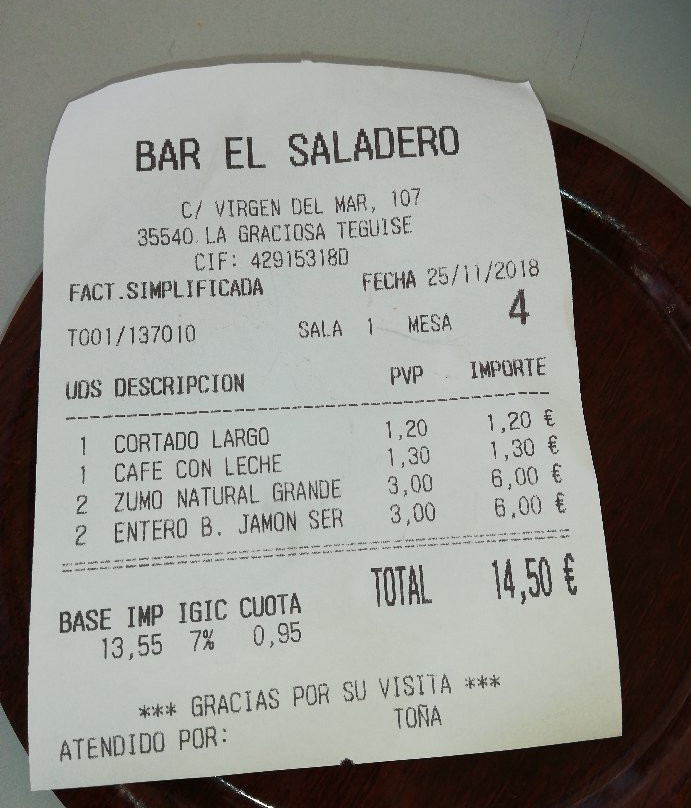 BAR EL SALADERO
C/ VIRGEN DEL MAR, 107
35540 LA GRACIOSA TEGUISE
CIF: 42915318D
FACT.SIMPLIFICADA FECHA 25/11/2018
T001/137010 SALA 1 MESA 4
UDS DESCRIPCION PVP IMPORTE
1 CORTADO LARGO 1,20 1,20 €
1 CAFE CON LECHE 1,30 1,30 €
2 ZUMO NATURAL GRANDE 3,00 6,00 €
2 ENTERO B. JAMON SER 3,00 6,00 €
TOTAL 14,50 €
BASE IMP IGIC CUOTA
13,55 7% 0,95
*** GRACIAS POR SU VISITA ***
ATENDIDO POR: TOÑA